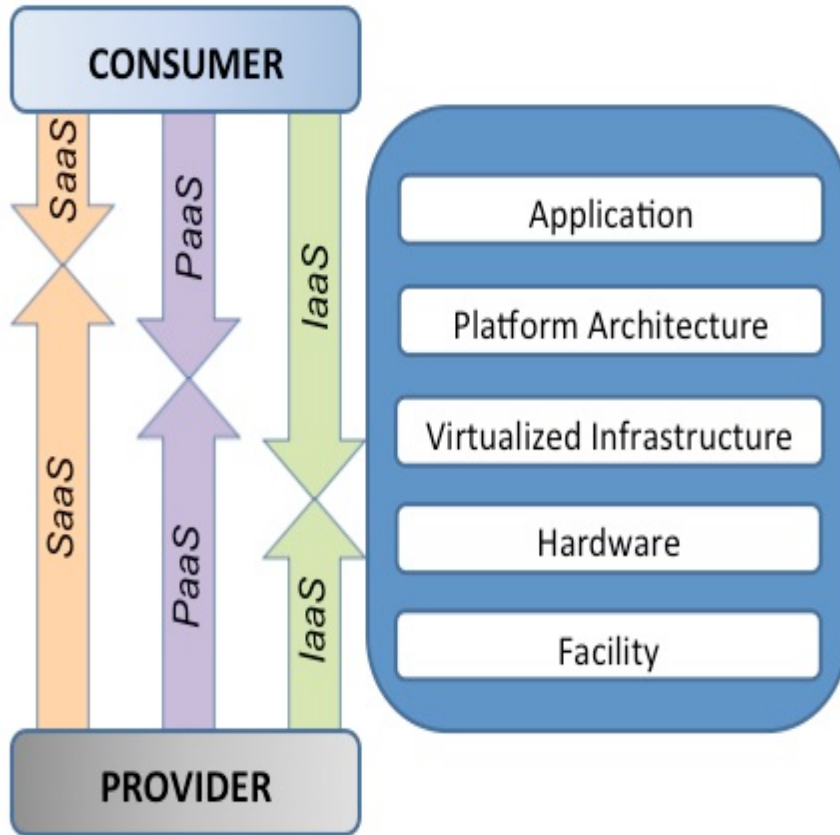 CONSUMER
SaaS
PaaS
IaaS
SaaS
PaaS
IaaS
PROVIDER
Application
Platform Architecture
Virtualized Infrastructure
Hardware
Facility